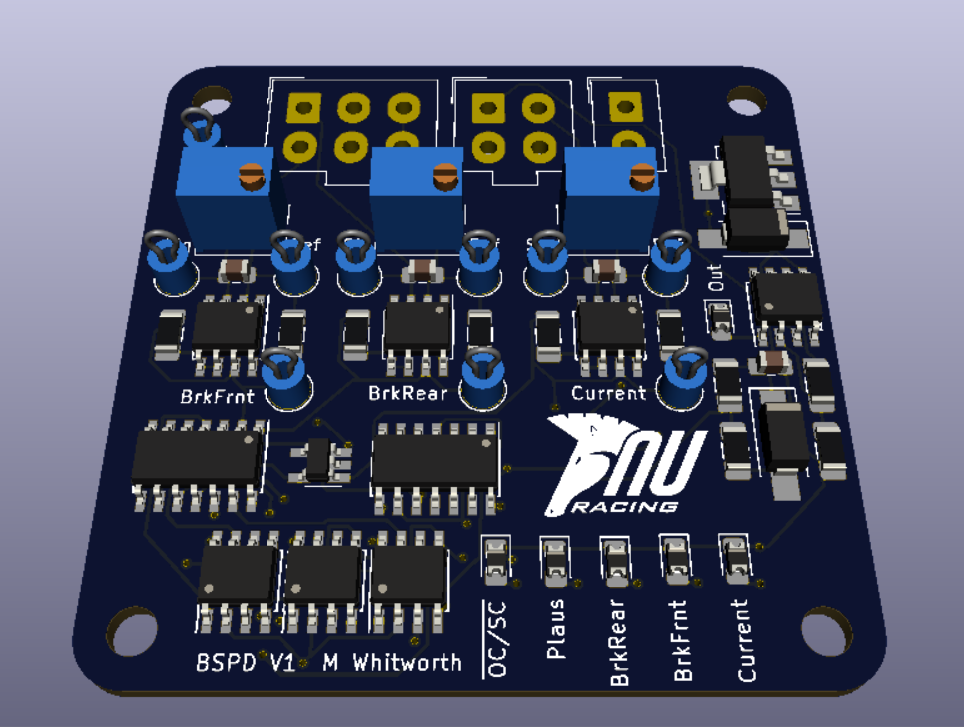 Out
BrkFrnt
BrkRear
Current
NU
RACING
OC/SC
Plaus
BrkRear
BrkFrnt
Current
BSPD V1 M Whitworth